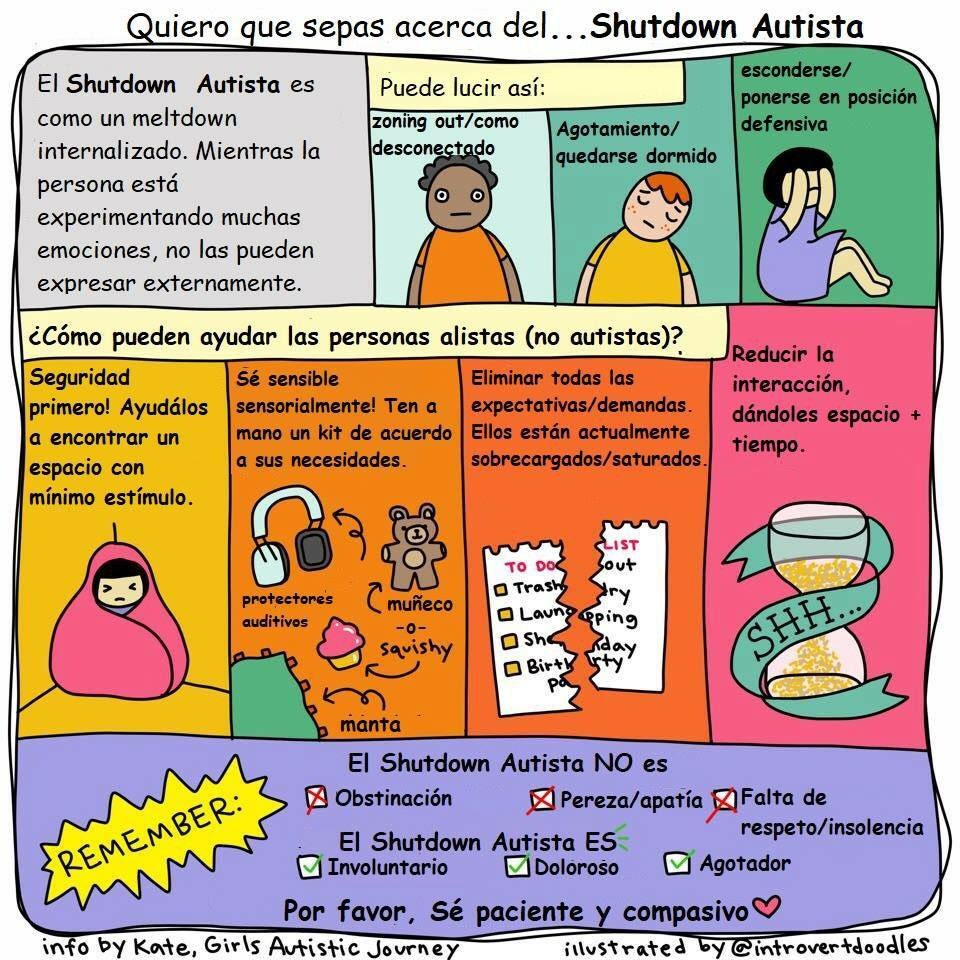 Quiero que sepas acerca del...Shutdown Autista
El Shutdown Autista es
como un meltdown
internalizado. Mientras la
persona está
experimentando muchas
emociones, no las pueden
expresar externamente.
Puede lucir así:
zoning out/como
desconectado
Agotamiento/
quedarse dormido
esconderse/
ponerse en posición
defensiva
¿Cómo pueden ayudar las personas alistas (no autistas)?
Seguridad
primero! Ayudálos
a encontrar un
espacio con
mínimo estímulo.
Sé sensible
sensorialmente! Ten a
mano un kit de acuerdo
a sus necesidades.
protectores
auditivos
muñeco
-o-
Squishy
manta
Eliminar todas las
expectativas/demandas.
Ellos están actualmente
sobrecargados/saturados.
TO DO LIST
Trash out
Laundry
Shopping
Birthday
Party
Reducir la
interacción,
dándoles espacio +
tiempo.
SHH...
REMEMBER:
El Shutdown Autista NO es
Obstinación
Pereza/apatía
Falta de
respeto/insolencia
El Shutdown Autista ES
Involuntario
Doloroso
Agotador
Por favor, Sé paciente y compasivo
info by Kate, Girls Autistic Journey
illustrated by @introvertdoodles